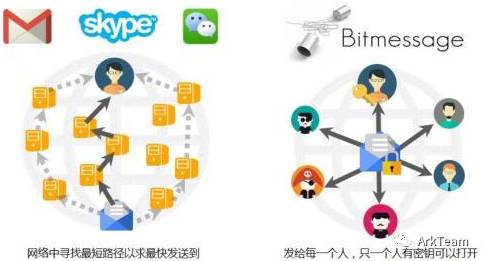 skype
Bitmessage
网络中寻找最短路径以求最快发送到
发给每一个人，只一个人有密钥可以打开
ArkTeam